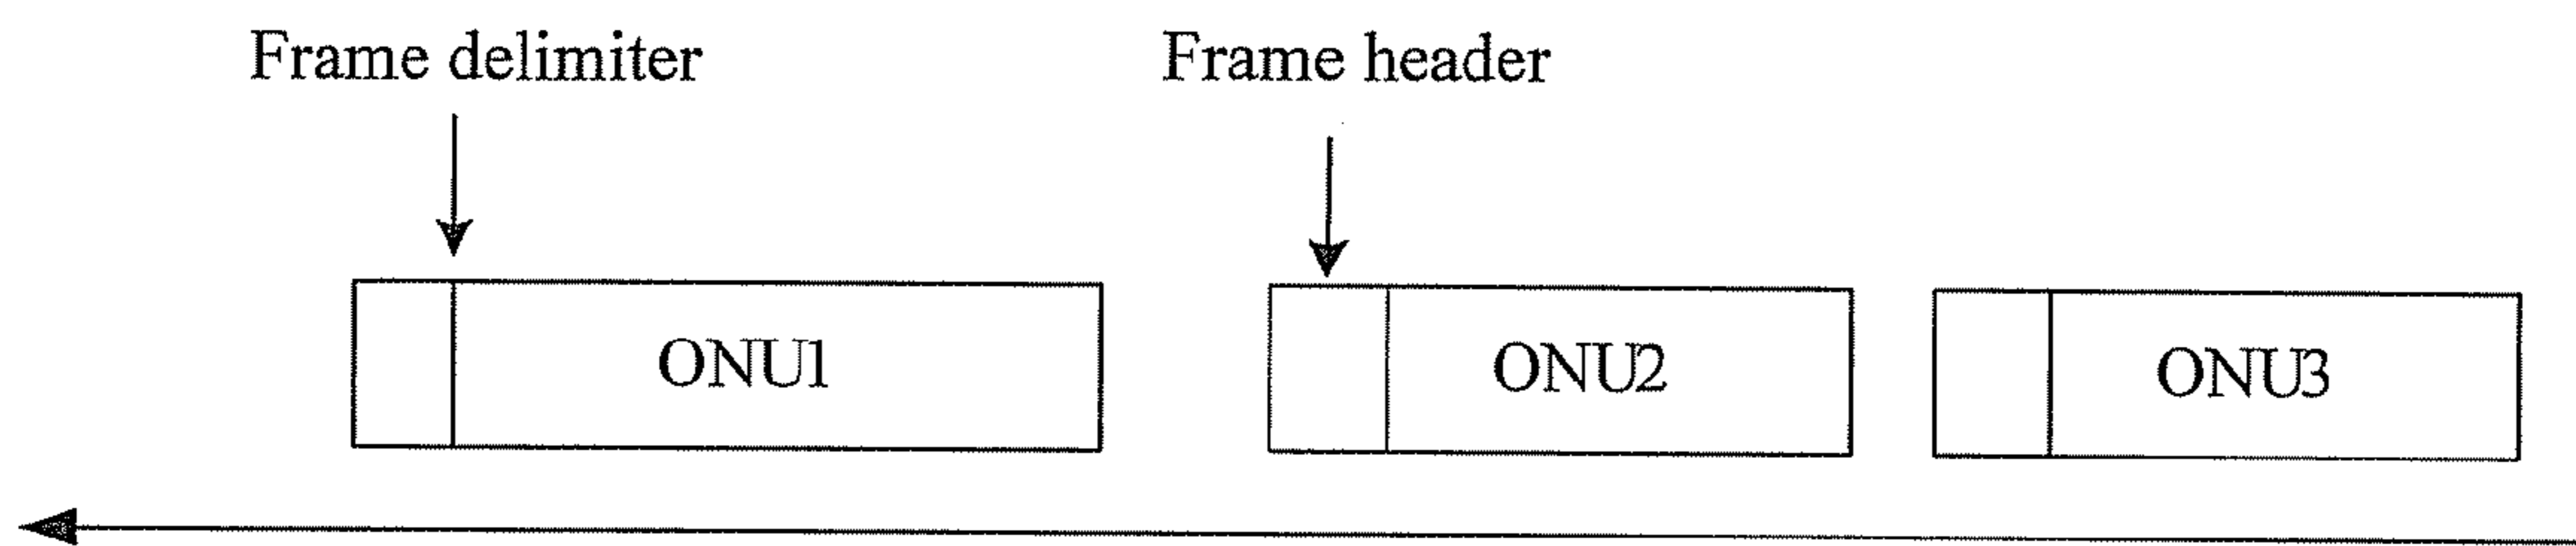 Frame delimiter
Frame header
ONU1
ONU2
ONU3